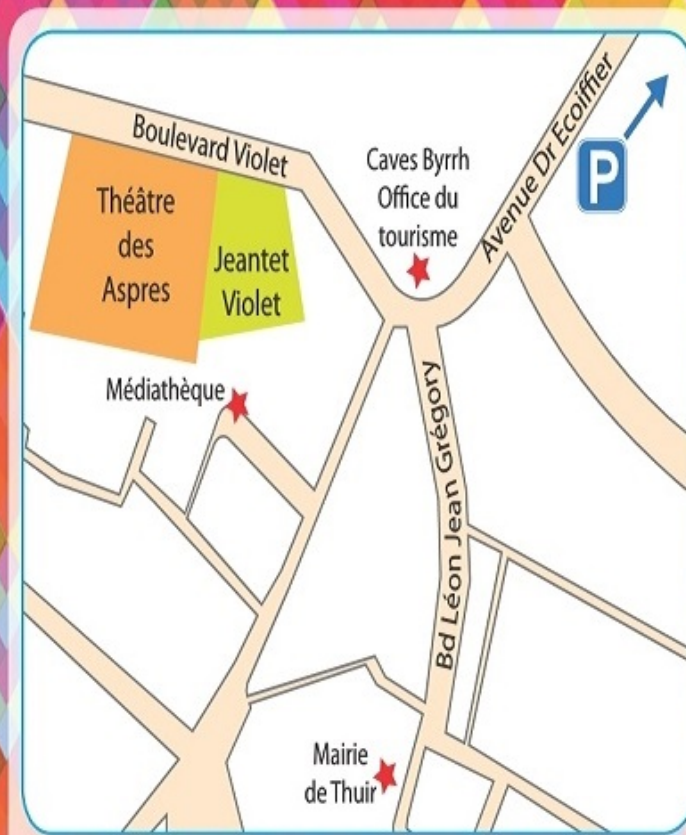 Boulevard Violet
Caves Byrrh
Office du
tourisme
Avenue Dr Ecoiffier
P
Théâtre
des
Aspres
Jeantet
Violet
Médiathèque
Bd Léon Jean Grégory
Mairie
de Thuir